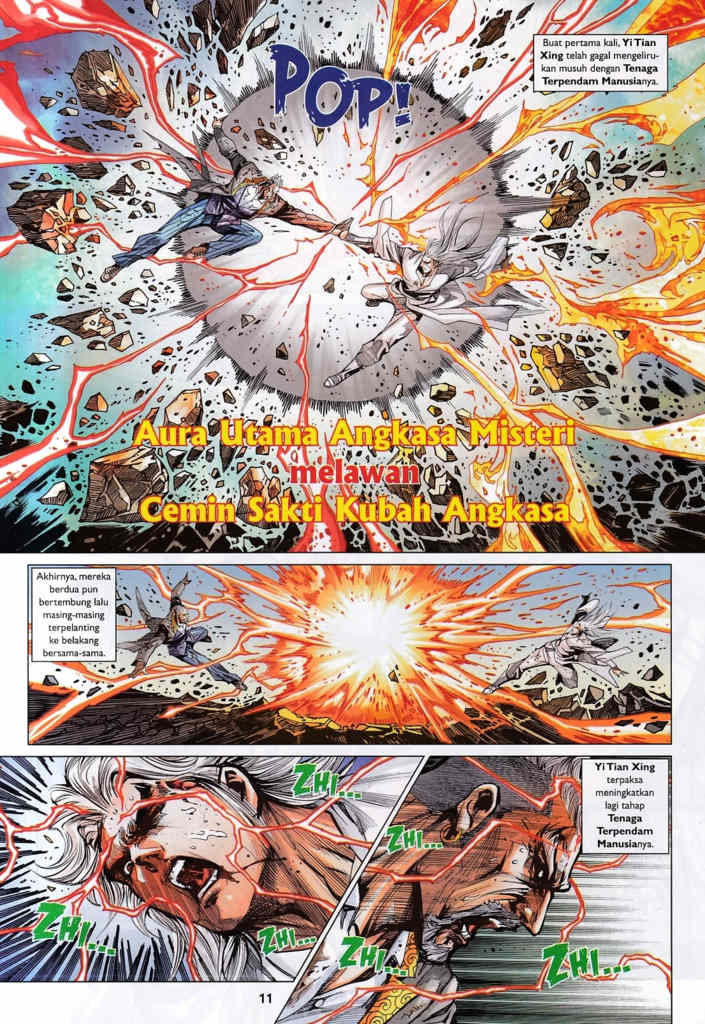 POP!
Buat pertama kali, Yi Tian
Xing telah gagal mengeliru-
kan musuh dengan Tenaga
Terpendam Manusianya.
Aura Utama Angkasa Misteri
melawan
Cemin Sakti Kubah Angkasa
Akhirnya, mereka
berdua pun
bertembung lalu
masing-masing
terpelanting
ke belakang
bersama-sama.
ZHI...
ZHI...
ZHI...
Yi Tian Xing
terpaksa
meningkatkan
lagi tahap
Tenaga
Terpendam
Manusianya.
ZHI...
ZHI...
ZHI...
11